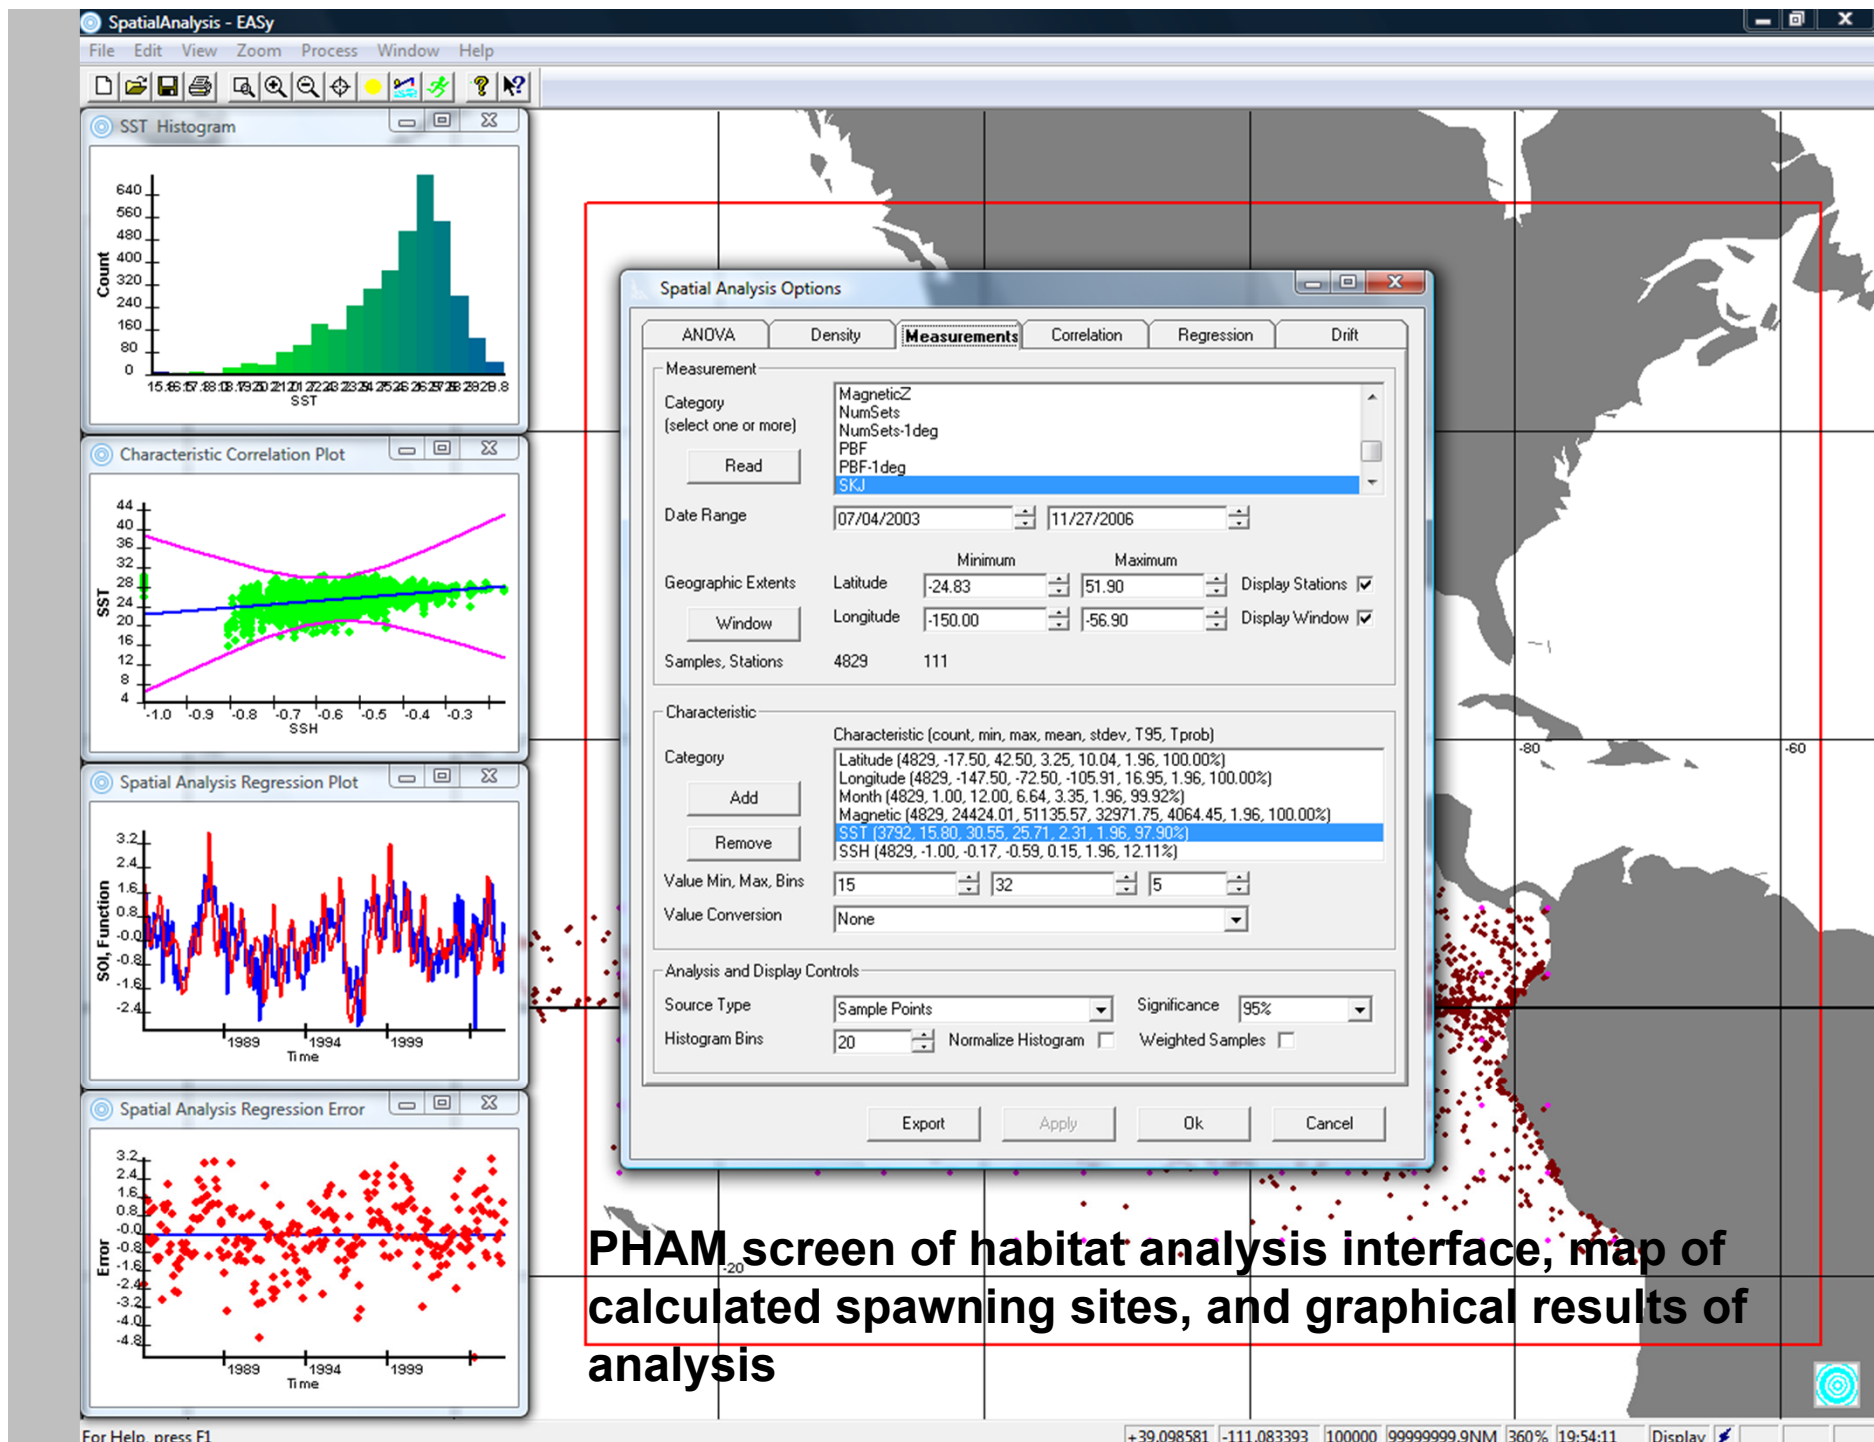 SpatialAnalysis - EASy
File Edit View Zoom Process Window Help
SST Histogram
Count
640
560
480
400
320
240
160
80
0
SST
Characteristic Correlation Plot
SST
44
40
36
32
28
24
20
16
12
8
4
-1.0 -0.9 -0.8 -0.7 -0.6 -0.5 -0.4 -0.3
SSH
Spatial Analysis Regression Plot
SOI, Function
3.2
2.4
1.6
0.8
-0.0
-0.8
-1.6
-2.4
1989 1994 1999
Time
Spatial Analysis Regression Error
Error
3.2
2.4
1.6
0.8
-0.0
-0.8
-1.6
-2.4
-3.2
-4.0
-4.8
1989 1994 1999
Time
Spatial Analysis Options
ANOVA Density Measurements Correlation Regression Drift
Measurement
Category
(select one or more)
Read
MagneticZ
NumSets
NumSets-1deg
PBF
PBF-1deg
SKJ
Date Range 07/04/2003 11/27/2006
Minimum Maximum
Geographic Extents Latitude -24.83 51.90 Display Stations
Window Longitude -150.00 -56.90 Display Window
Samples, Stations 4829 111
Characteristic
Characteristic (count, min, max, mean, stdev, T95, Tprob)
Category
Add
Remove
Latitude (4829, -17.50, 42.50, 3.25, 10.04, 1.96, 100.00%)
Longitude (4829, -147.50, -72.50, -105.91, 16.95, 1.96, 100.00%)
Month (4829, 1.00, 12.00, 6.64, 3.35, 1.96, 99.92%)
Magnetic (4829, 24424.01, 51135.57, 32971.75, 4064.45, 1.96, 100.00%)
SST (3792, 15.80, 30.55, 25.71, 2.31, 1.96, 97.90%)
SSH (4829, -1.00, -0.17, -0.59, 0.15, 1.96, 12.11%)
Value Min, Max, Bins 15 32 5
Value Conversion None
Analysis and Display Controls
Source Type Sample Points Significance 95%
Histogram Bins 20 Normalize Histogram Weighted Samples
Export Apply Ok Cancel
-80 -60
-20
PHAM screen of habitat analysis interface, map of
calculated spawning sites, and graphical results of
analysis
For Help, press F1
+39.098581 -111.083393 100000 99999999.9NM 360% 19:54:11 Display